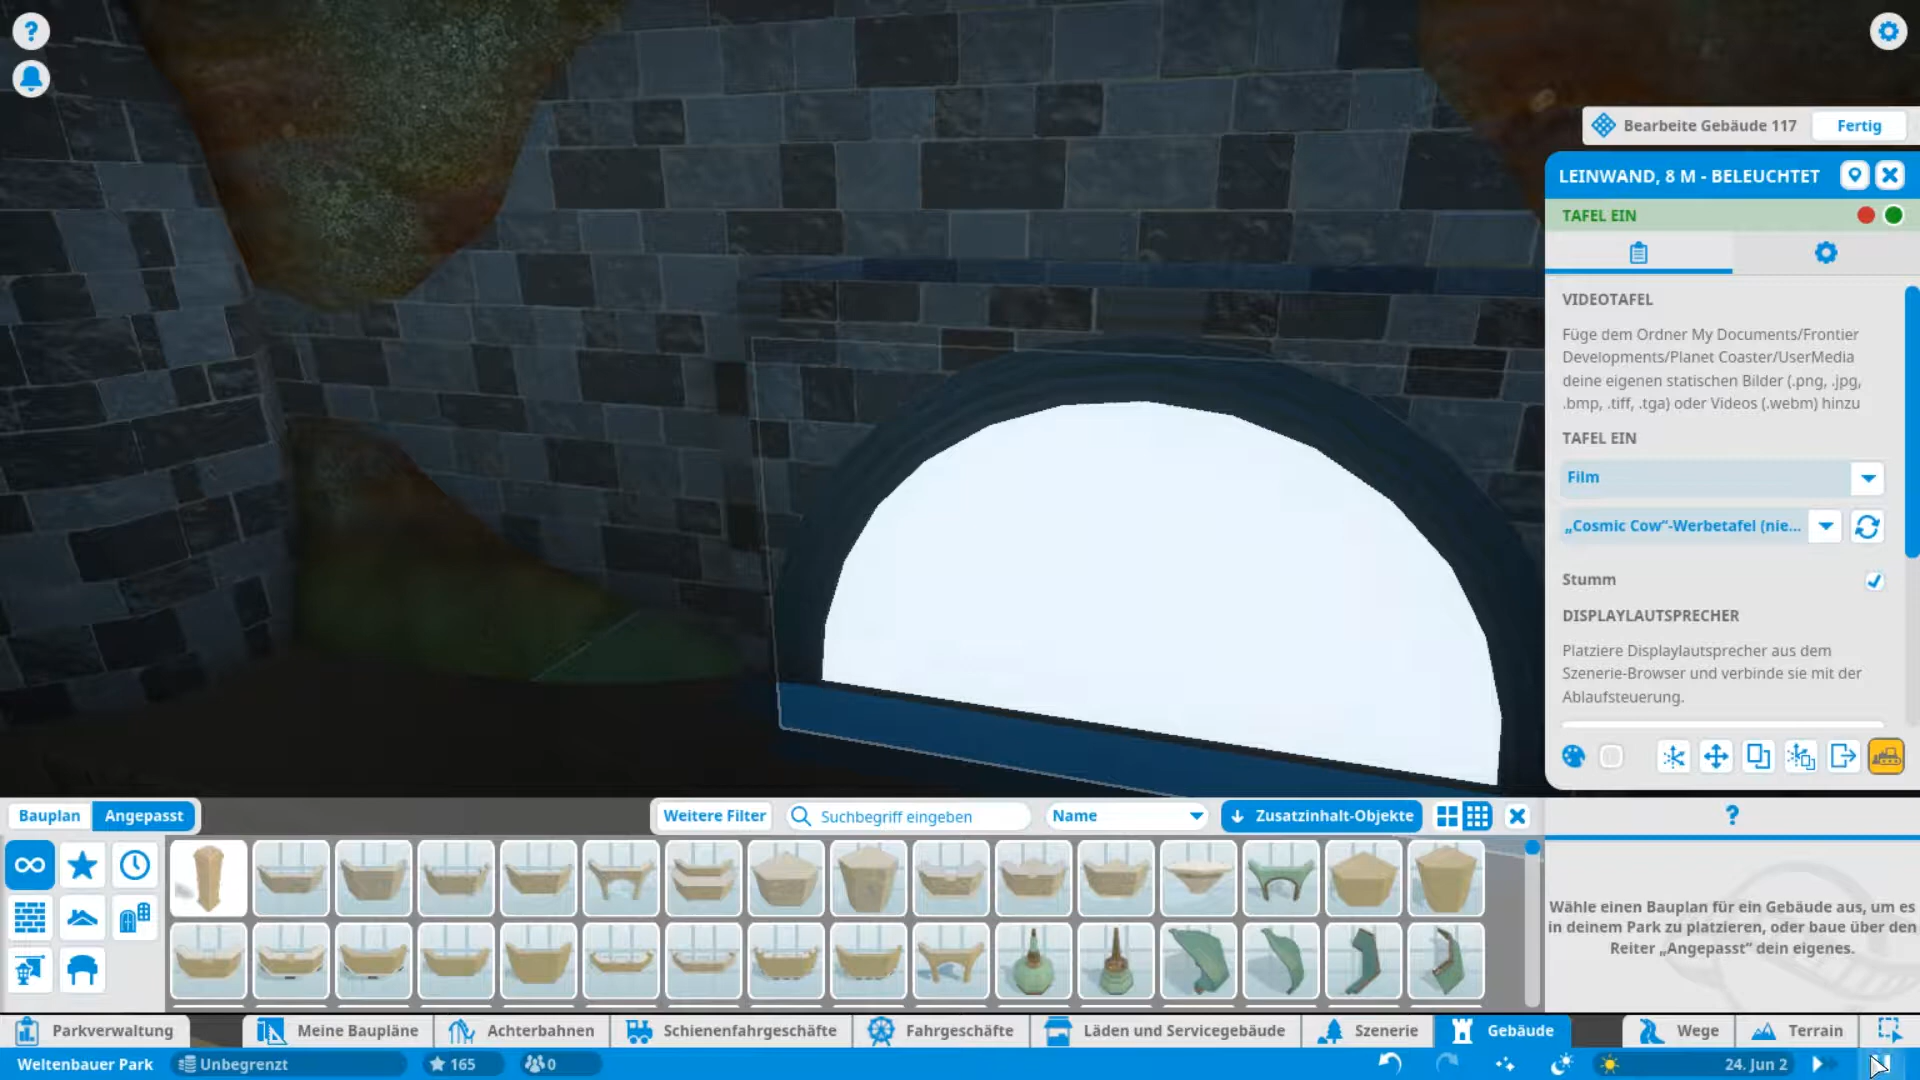 ?
Bearbeite Gebäude 117
Fertig
LEINWAND, 8 M - BELEUCHTET
TAFEL EIN
VIDEOTAFEL
Füge dem Ordner My Documents/Frontier
Developments/Planet Coaster/UserMedia
deine eigenen statischen Bilder (.png, .jpg,
.bmp, .tiff, .tga) oder Videos (.webm) hinzu
TAFEL EIN
Film
„Cosmic Cow“-Werbetafel (nie...
Stumm
DISPLAYLAUTSPRECHER
Platziere Displaylautsprecher aus dem
Szenerie-Browser und verbinde sie mit der
Ablaufsteuerung.
Bauplan
Angepasst
Weitere Filter
Suchbegriff eingeben
Name
Zusatzinhalt-Objekte
?
Wähle einen Bauplan für ein Gebäude aus, um es
in deinem Park zu platzieren, oder baue über den
Reiter „Angepasst“ dein eigenes.
Parkverwaltung
Meine Baupläne
Achterbahnen
Schienenfahrgeschäfte
Fahrgeschäfte
Läden und Servicegebäude
Szenerie
Gebäude
Wege
Terrain
Weltenbauer Park
Unbegrenzt
165
0
24. Jun 2